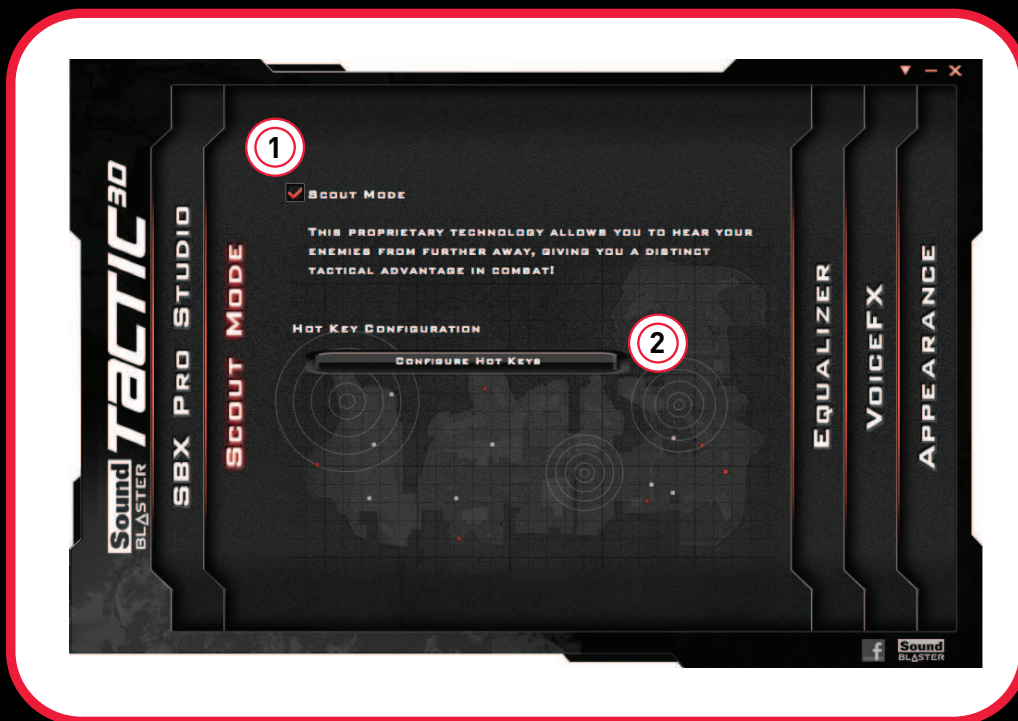 Sound BLASTER
TACTIC3D
SBX PRO STUDIO
SCOUT MODE
1
SCOUT MODE
THIS PROPRIETARY TECHNOLOGY ALLOWS YOU TO HEAR YOUR
ENEMIES FROM FURTHER AWAY, GIVING YOU A DISTINCT
TACTICAL ADVANTAGE IN COMBAT!
HOT KEY CONFIGURATION
2
CONFIGURE HOT KEYS
EQUALIZER
VOICEFX
APPEARANCE
f
Sound
BLASTER